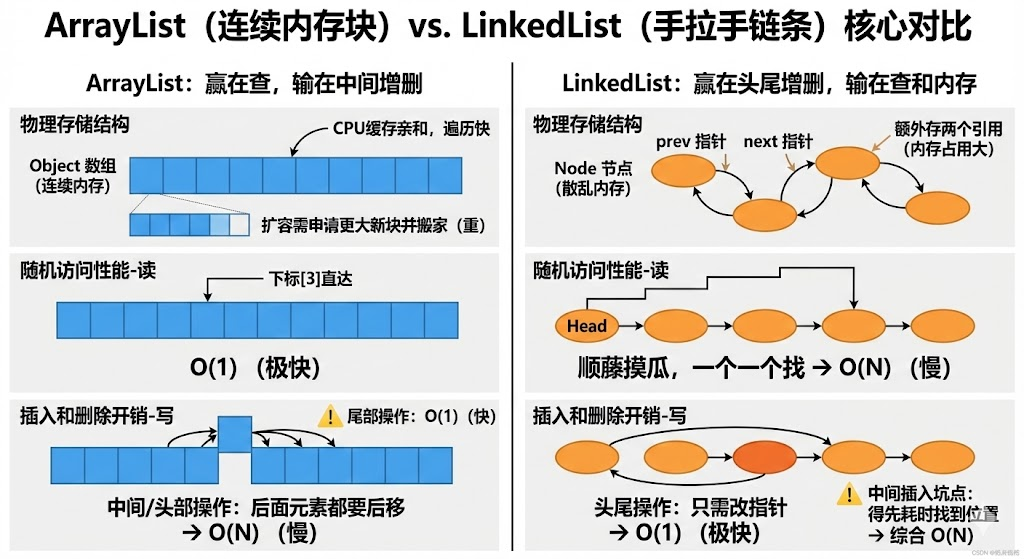 ArrayList（连续内存块）vs. LinkedList（手拉手链条）核心对比
ArrayList：赢在查，输在中间增删
物理存储结构
CPU缓存亲和，遍历快
Object 数组
（连续内存）
扩容需申请更大新块并搬家（重）
随机访问性能-读
下标[3]直达
O(1) （极快）
插入和删除开销-写
尾部操作：O(1)（快）
中间/头部操作：后面元素都要后移
→ O(N) （慢）
LinkedList：赢在头尾增删，输在查和内存
物理存储结构
prev 指针
next 指针
额外存两个引用
（内存占用大）
Node 节点
（散乱内存）
随机访问性能-读
Head
顺藤摸瓜，一个一个找 → O(N) （慢）
插入和删除开销-写
头尾操作：只需改指针
→ O(1) （极快）
中间插入坑点：
得先耗时找到位置
→ 综合 O(N)